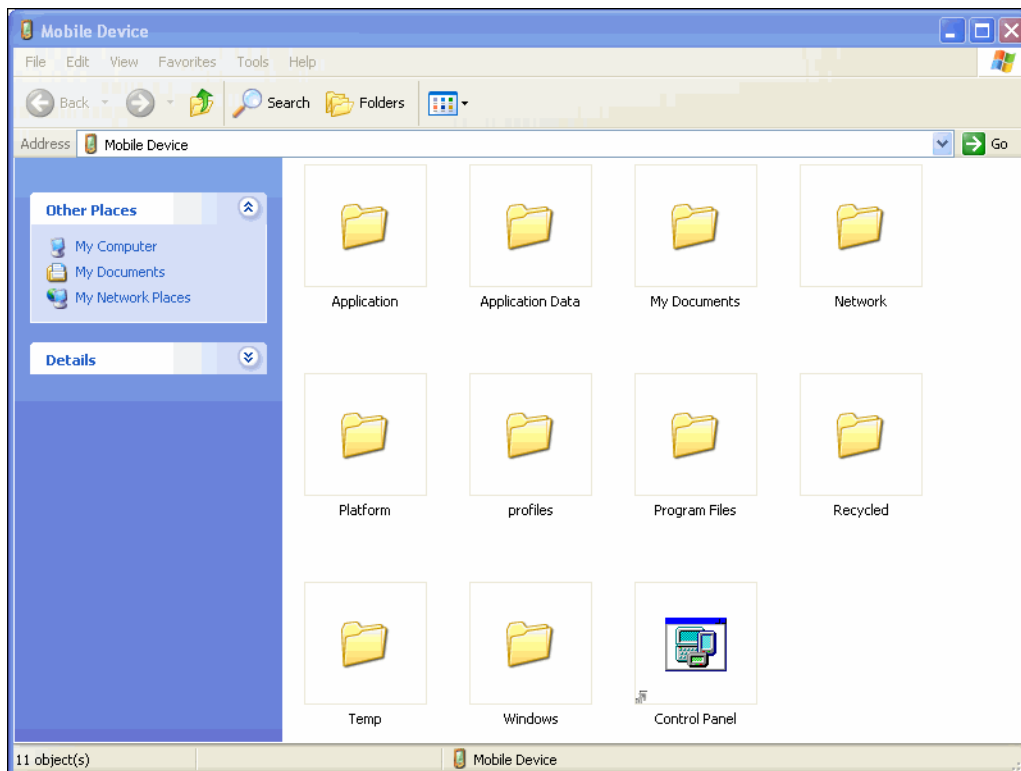 Mobile Device
File Edit View Favorites Tools Help
Back Search Folders
Address Mobile Device Go
Other Places
My Computer
My Documents
My Network Places
Details
Application Application Data My Documents Network
Platform profiles Program Files Recycled
Temp Windows Control Panel
11 object(s) Mobile Device